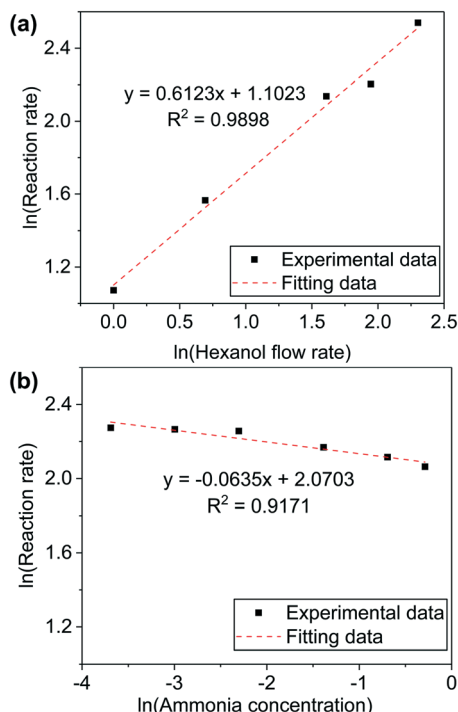 (a)
2.4
2.0
1.6
1.2
ln(Reaction rate)
y = 0.6123x + 1.1023
R² = 0.9898
Experimental data
Fitting data
0.0 0.5 1.0 1.5 2.0 2.5
ln(Hexanol flow rate)
(b)
2.4
2.0
1.6
1.2
ln(Reaction rate)
y = -0.0635x + 2.0703
R² = 0.9171
Experimental data
Fitting data
-4 -3 -2 -1 0
ln(Ammonia concentration)